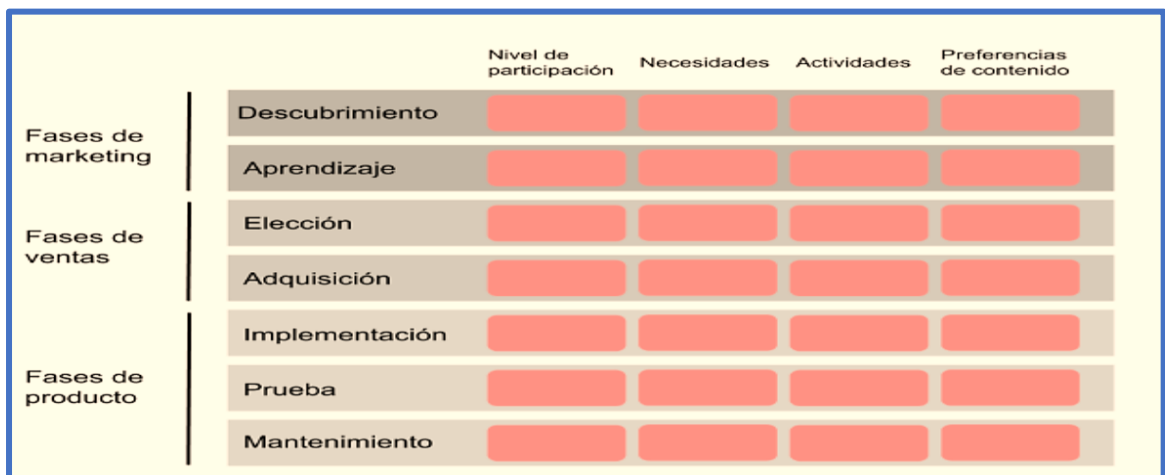 Nivel de
participación
Necesidades
Actividades
Preferencias
de contenido
Fases de
marketing
Descubrimiento
Aprendizaje
Fases de
ventas
Elección
Adquisición
Fases de
producto
Implementación
Prueba
Mantenimiento